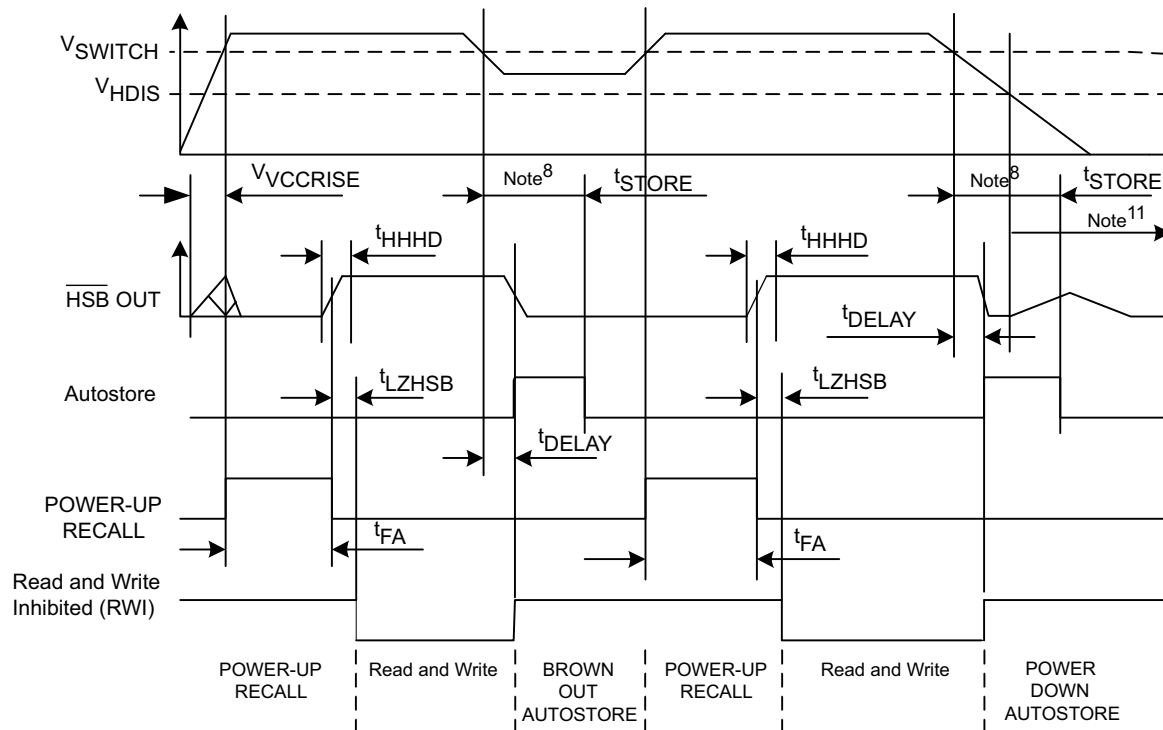 VSWITCH
VHDIS
VVCCRISE
Note8
tSTORE
Note8
tSTORE
Note11
tHHHD
tHHHD
HSB OUT
tDELAY
Autostore
tLZHSB
tLZHSB
tDELAY
POWER-UP
RECALL
tFA
tFA
Read and Write
Inhibited (RWI)
POWER-UP
RECALL
Read and Write
BROWN
OUT
AUTOSTORE
POWER-UP
RECALL
Read and Write
POWER
DOWN
AUTOSTORE